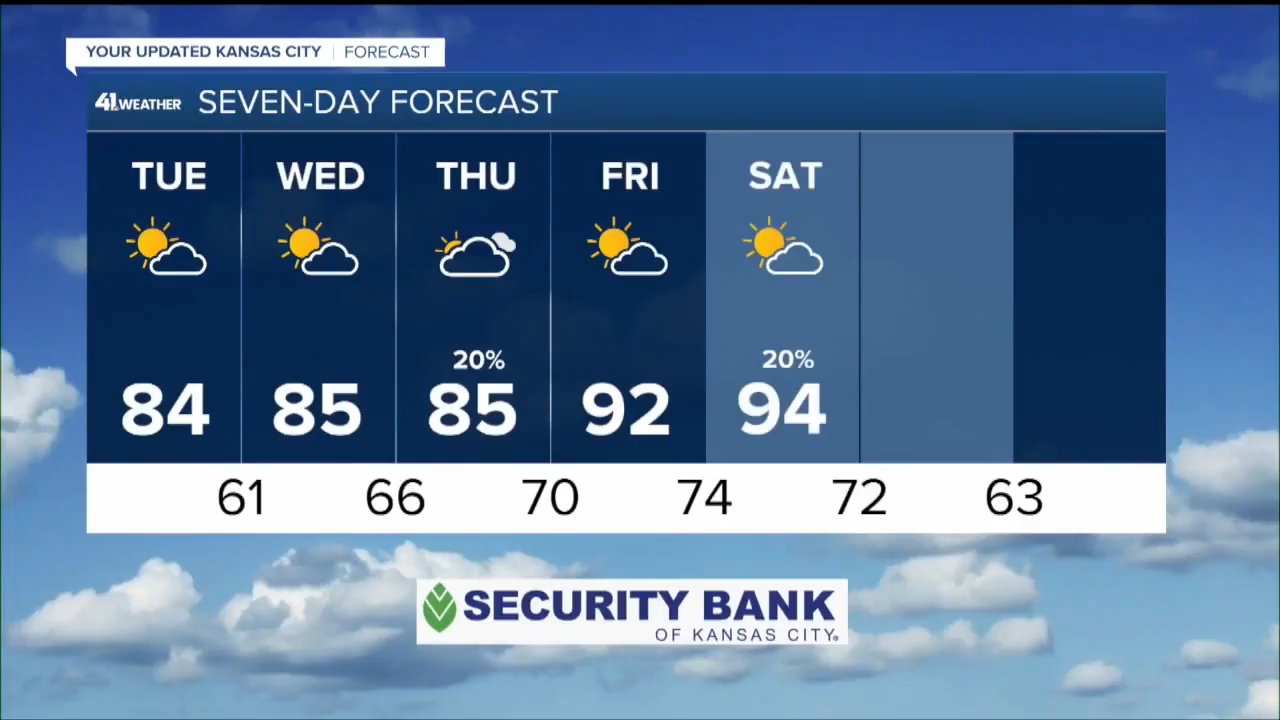 YOUR UPDATED KANSAS CITY | FORECAST
41 WEATHER SEVEN-DAY FORECAST
TUE WED THU FRI SAT
20% 20%
84 85 85 92 94
61 66 70 74 72 63
SECURITY BANK
OF KANSAS CITY®